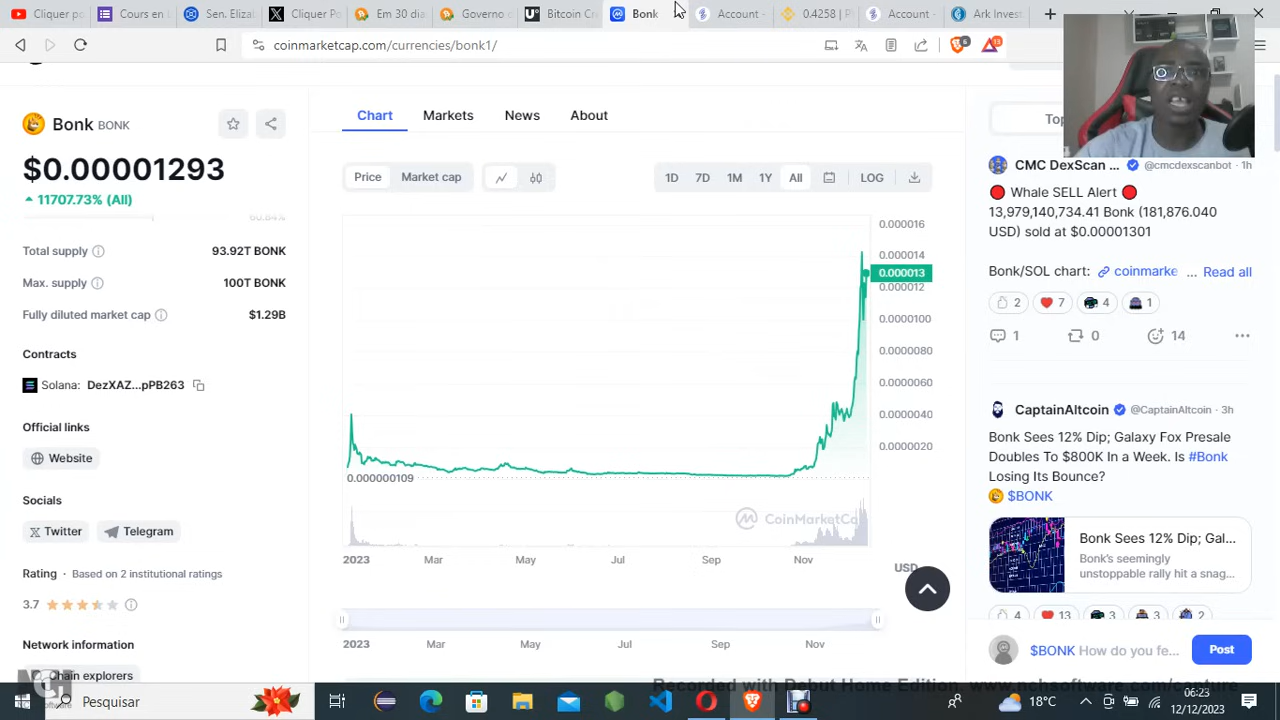 Cliquez po
Cours en l
Sen. Eliza
Cliquer Po
Em 30 dia
Governo
Bitcoin Cr
Bonk
Account -
0.4258 | P
Account -
Ark Inves
coinmarketcap.com/currencies/bonk1/
Bonk BONK
$0.00001293
11707.73% (All)
60.84%
Total supply 93.92T BONK
Max. supply 100T BONK
Fully diluted market cap $1.29B
Contracts
Solana: DezXAZ...pPB263
Official links
Website
Socials
Twitter Telegram
Rating · Based on 2 institutional ratings
3.7
Network information
Chain explorers
Chart Markets News About
Price Market cap
1D 7D 1M 1Y All LOG
0.000016
0.000014
0.000013
0.000012
0.0000100
0.0000080
0.0000060
0.0000040
0.0000020
0.000000109
CoinMarketCa
2023 Mar May Jul Sep Nov
USD
2023 Mar May Jul Sep Nov
Top
CMC DexScan ... @cmcdexscanbot · 1h
Whale SELL Alert
13,979,140,734.41 Bonk (181,876.040
USD) sold at $0.00001301
Bonk/SOL chart: coinmarke ... Read all
2 7 4 1
1 0 14
CaptainAltcoin @CaptainAltcoin · 3h
Bonk Sees 12% Dip; Galaxy Fox Presale
Doubles To $800K In a Week. Is #Bonk
Losing Its Bounce?
$BONK
Bonk Sees 12% Dip; Gal...
Bonk's seemingly
unstoppable rally hit a snag...
4 13 3 3 2
$BONK How do you fe... Post
Recorded with Debut Home Edition. www.nchsoftware.com/capture
NCH
Software
Pesquisar
18°C
06:23
12/12/2023